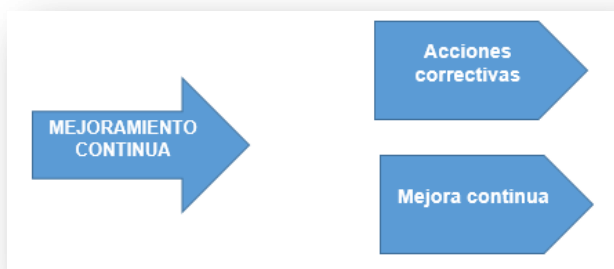 MEJORAMIENTO
CONTINUA
Acciones
correctivas
Mejora continua